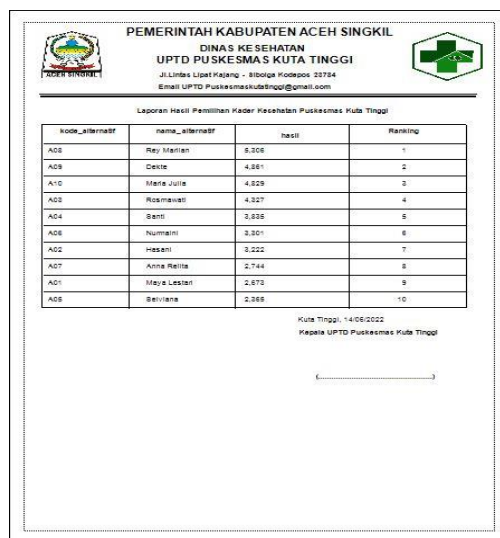 PEMERINTAH KABUPATEN ACEH SINGKIL
DINAS KESEHATAN
UPTD PUSKESMAS KUTA TINGGI
Jl.Lintas Lipat Kajang - Sibolga Kodepos 23784
Email UPTD Puskesmaskutatinggi@gmail.com
ACEH SINGKIL
Laporan Hasil Pemilihan Kader Kesehatan Puskesmas Kuta Tinggi
kode_alternatif nama_alternatif hasil Ranking
A08 Rey Marlian 5,306 1
A09 Dekte 4,861 2
A10 Maria Julia 4,829 3
A03 Rosmawati 4,327 4
A04 Santi 3,835 5
A06 Nurmaini 3,301 6
A02 Hasani 3,222 7
A07 Anna Relita 2,744 8
A01 Maya Lestari 2,673 9
A05 Selviana 2,365 10
Kuta Tinggi, 14/06/2022
Kepala UPTD Puskesmas Kuta Tinggi
(..............................................)